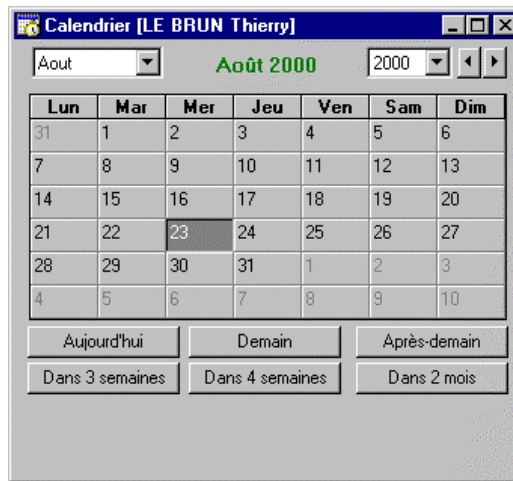 Calendrier [LE BRUN Thierry]
Aout Août 2000 2000
Lun Mar Mer Jeu Ven Sam Dim
31 1 2 3 4 5 6
7 8 9 10 11 12 13
14 15 16 17 18 19 20
21 22 23 24 25 26 27
28 29 30 31 1 2 3
4 5 6 7 8 9 10
Aujourd'hui Demain Après-demain
Dans 3 semaines Dans 4 semaines Dans 2 mois